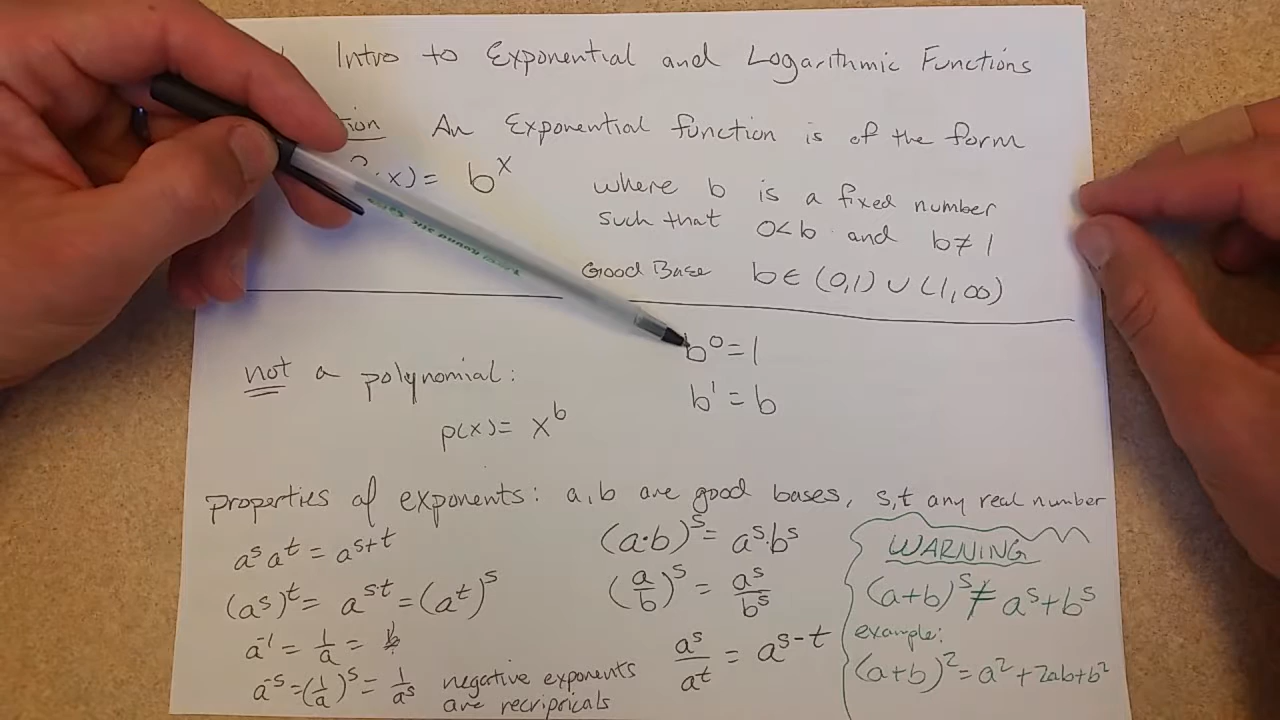 Intro to Exponential and Logarithmic Functions
tion An Exponential function is of the form
(x) = b^x
where b is a fixed number
such that 0<b and b≠1
Good Base b∈(0,1)∪(1,∞)
not a polynomial:
p(x) = x^b
b^0 = 1
b^1 = b
properties of exponents: a,b are good bases, s,t any real number
a^s a^t = a^{s+t}
(a^s)^t = a^{st} = (a^t)^s
a^{-1} = 1/a =
a^{-s} = (1/a)^s = 1/a^s negative exponents
are recripricals
(a·b)^s = a^s·b^s
(a/b)^s = a^s/b^s
a^s/a^t = a^{s-t}
WARNING
(a+b)^s ≠ a^s+b^s
example:
(a+b)^2 = a^2+2ab+b^2